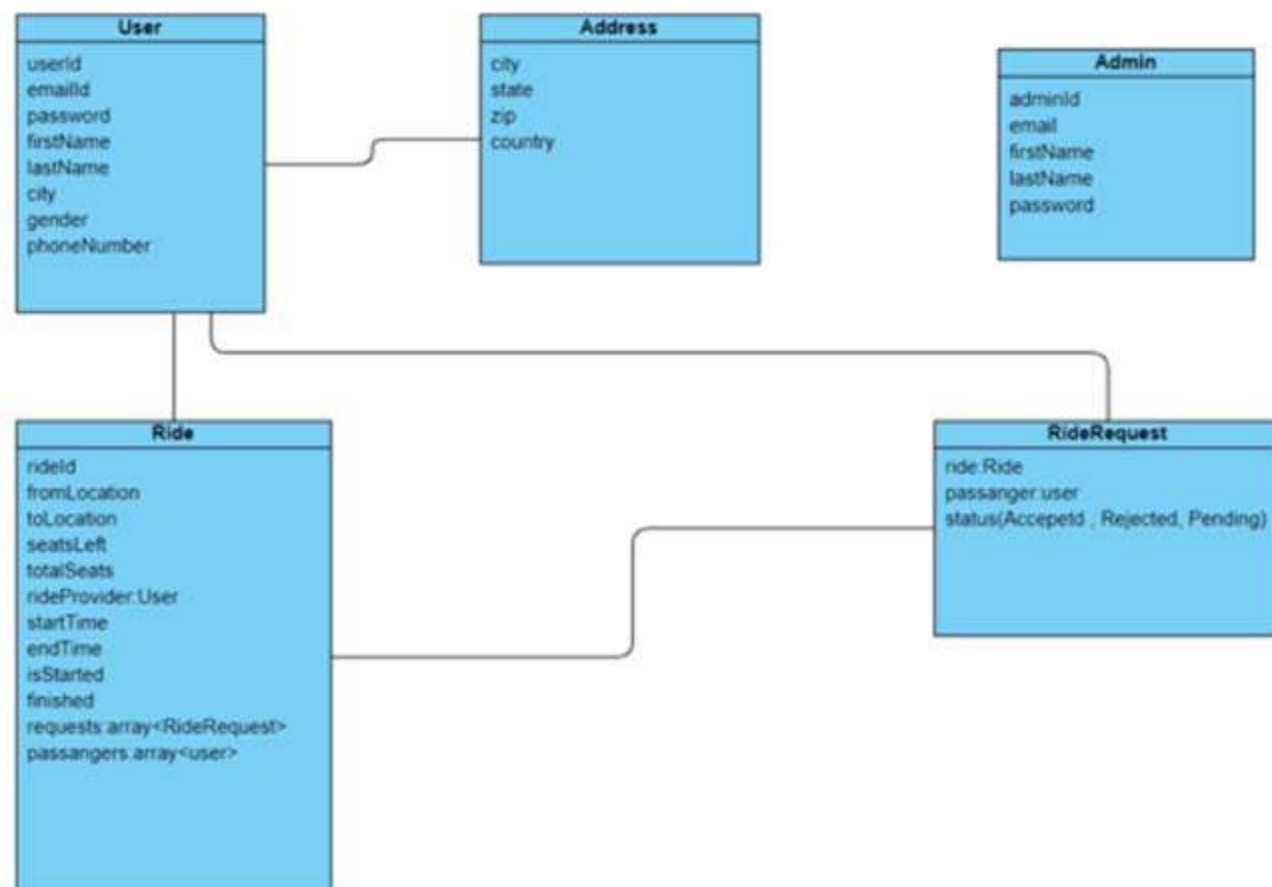 User
userId
emailId
password
firstName
lastName
city
gender
phoneNumber
Address
city
state
zip
country
Admin
adminId
email
firstName
lastName
password
Ride
rideId
fromLocation
toLocation
seatsLeft
totalSeats
rideProvider:User
startTime
endTime
isStarted
finished
requests:array<RideRequest>
passangers:array<user>
RideRequest
ride:Ride
passanger:user
status(Accepetd , Rejected, Pending)